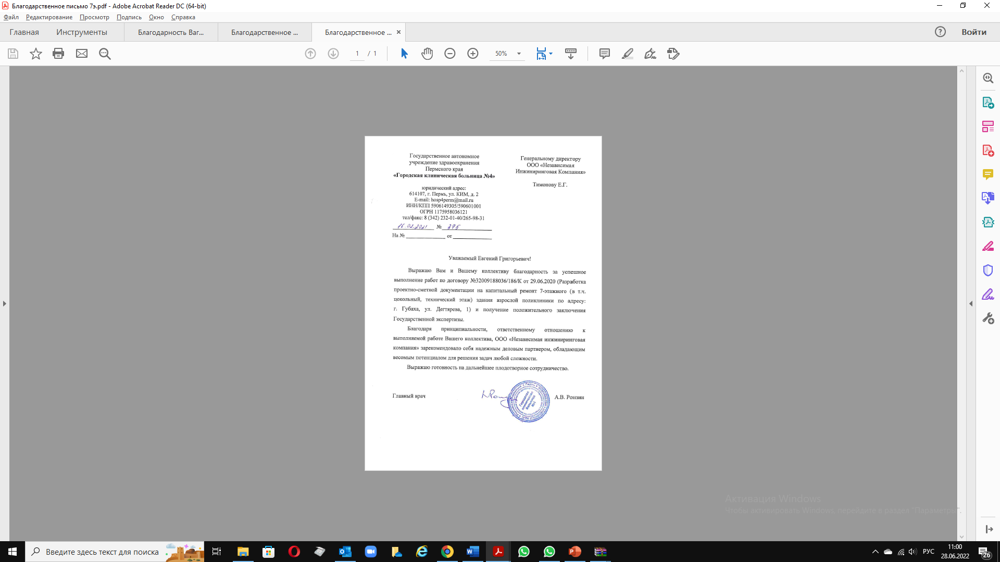 Благодарственное письмо 7э.pdf - Adobe Acrobat Reader DC (64-bit)
Файл Редактирование Просмотр Подпись Окно Справка
Главная Инструменты Благодарность Ваг... Благодарственное ... Благодарственное ... Войти
1 / 1 50%
Государственное автономное
учреждение здравоохранения
Пермского края
«Городская клиническая больница №4»
юридический адрес:
614107, г. Пермь, ул. КИМ, д. 2
E-mail: hosp4perm@mail.ru
ИНН/КПП 5906149305/590601001
ОГРН 1175958036121
тел/факс: 8 (342) 232-01-40/265-98-31
16.02.2021 № 375
На № от
Генеральному директору
ООО «Независимая
Инжиниринговая Компания»
Тимонову Е.Г.
Уважаемый Евгений Григорьевич!
Выражаю Вам и Вашему коллективу благодарность за успешное
выполнение работ по договору №32009188036/186/К от 29.06.2020 (Разработка
проектно-сметной документации на капитальный ремонт 7-этажного (в т.ч.
цокольный, технический этаж) здания взрослой поликлиники по адресу:
г. Губаха, ул. Дегтярева, 1) и получение положительного заключения
Государственной экспертизы.
Благодаря принципиальности, ответственному отношению к
выполняемой работе Вашего коллектива, ООО «Независимая инжиниринговая
компания» зарекомендовало себя надежным деловым партнером, обладающим
весомым потенциалом для решения задач любой сложности.
Выражаю готовность на дальнейшее плодотворное сотрудничество.
Главный врач А.В. Ронзин
Городская
клиническая
больница
№4
Активация Windows
Чтобы активировать Windows, перейдите в раздел "Параметры".
Введите здесь текст для поиска
РУС
11:00
28.06.2022
26